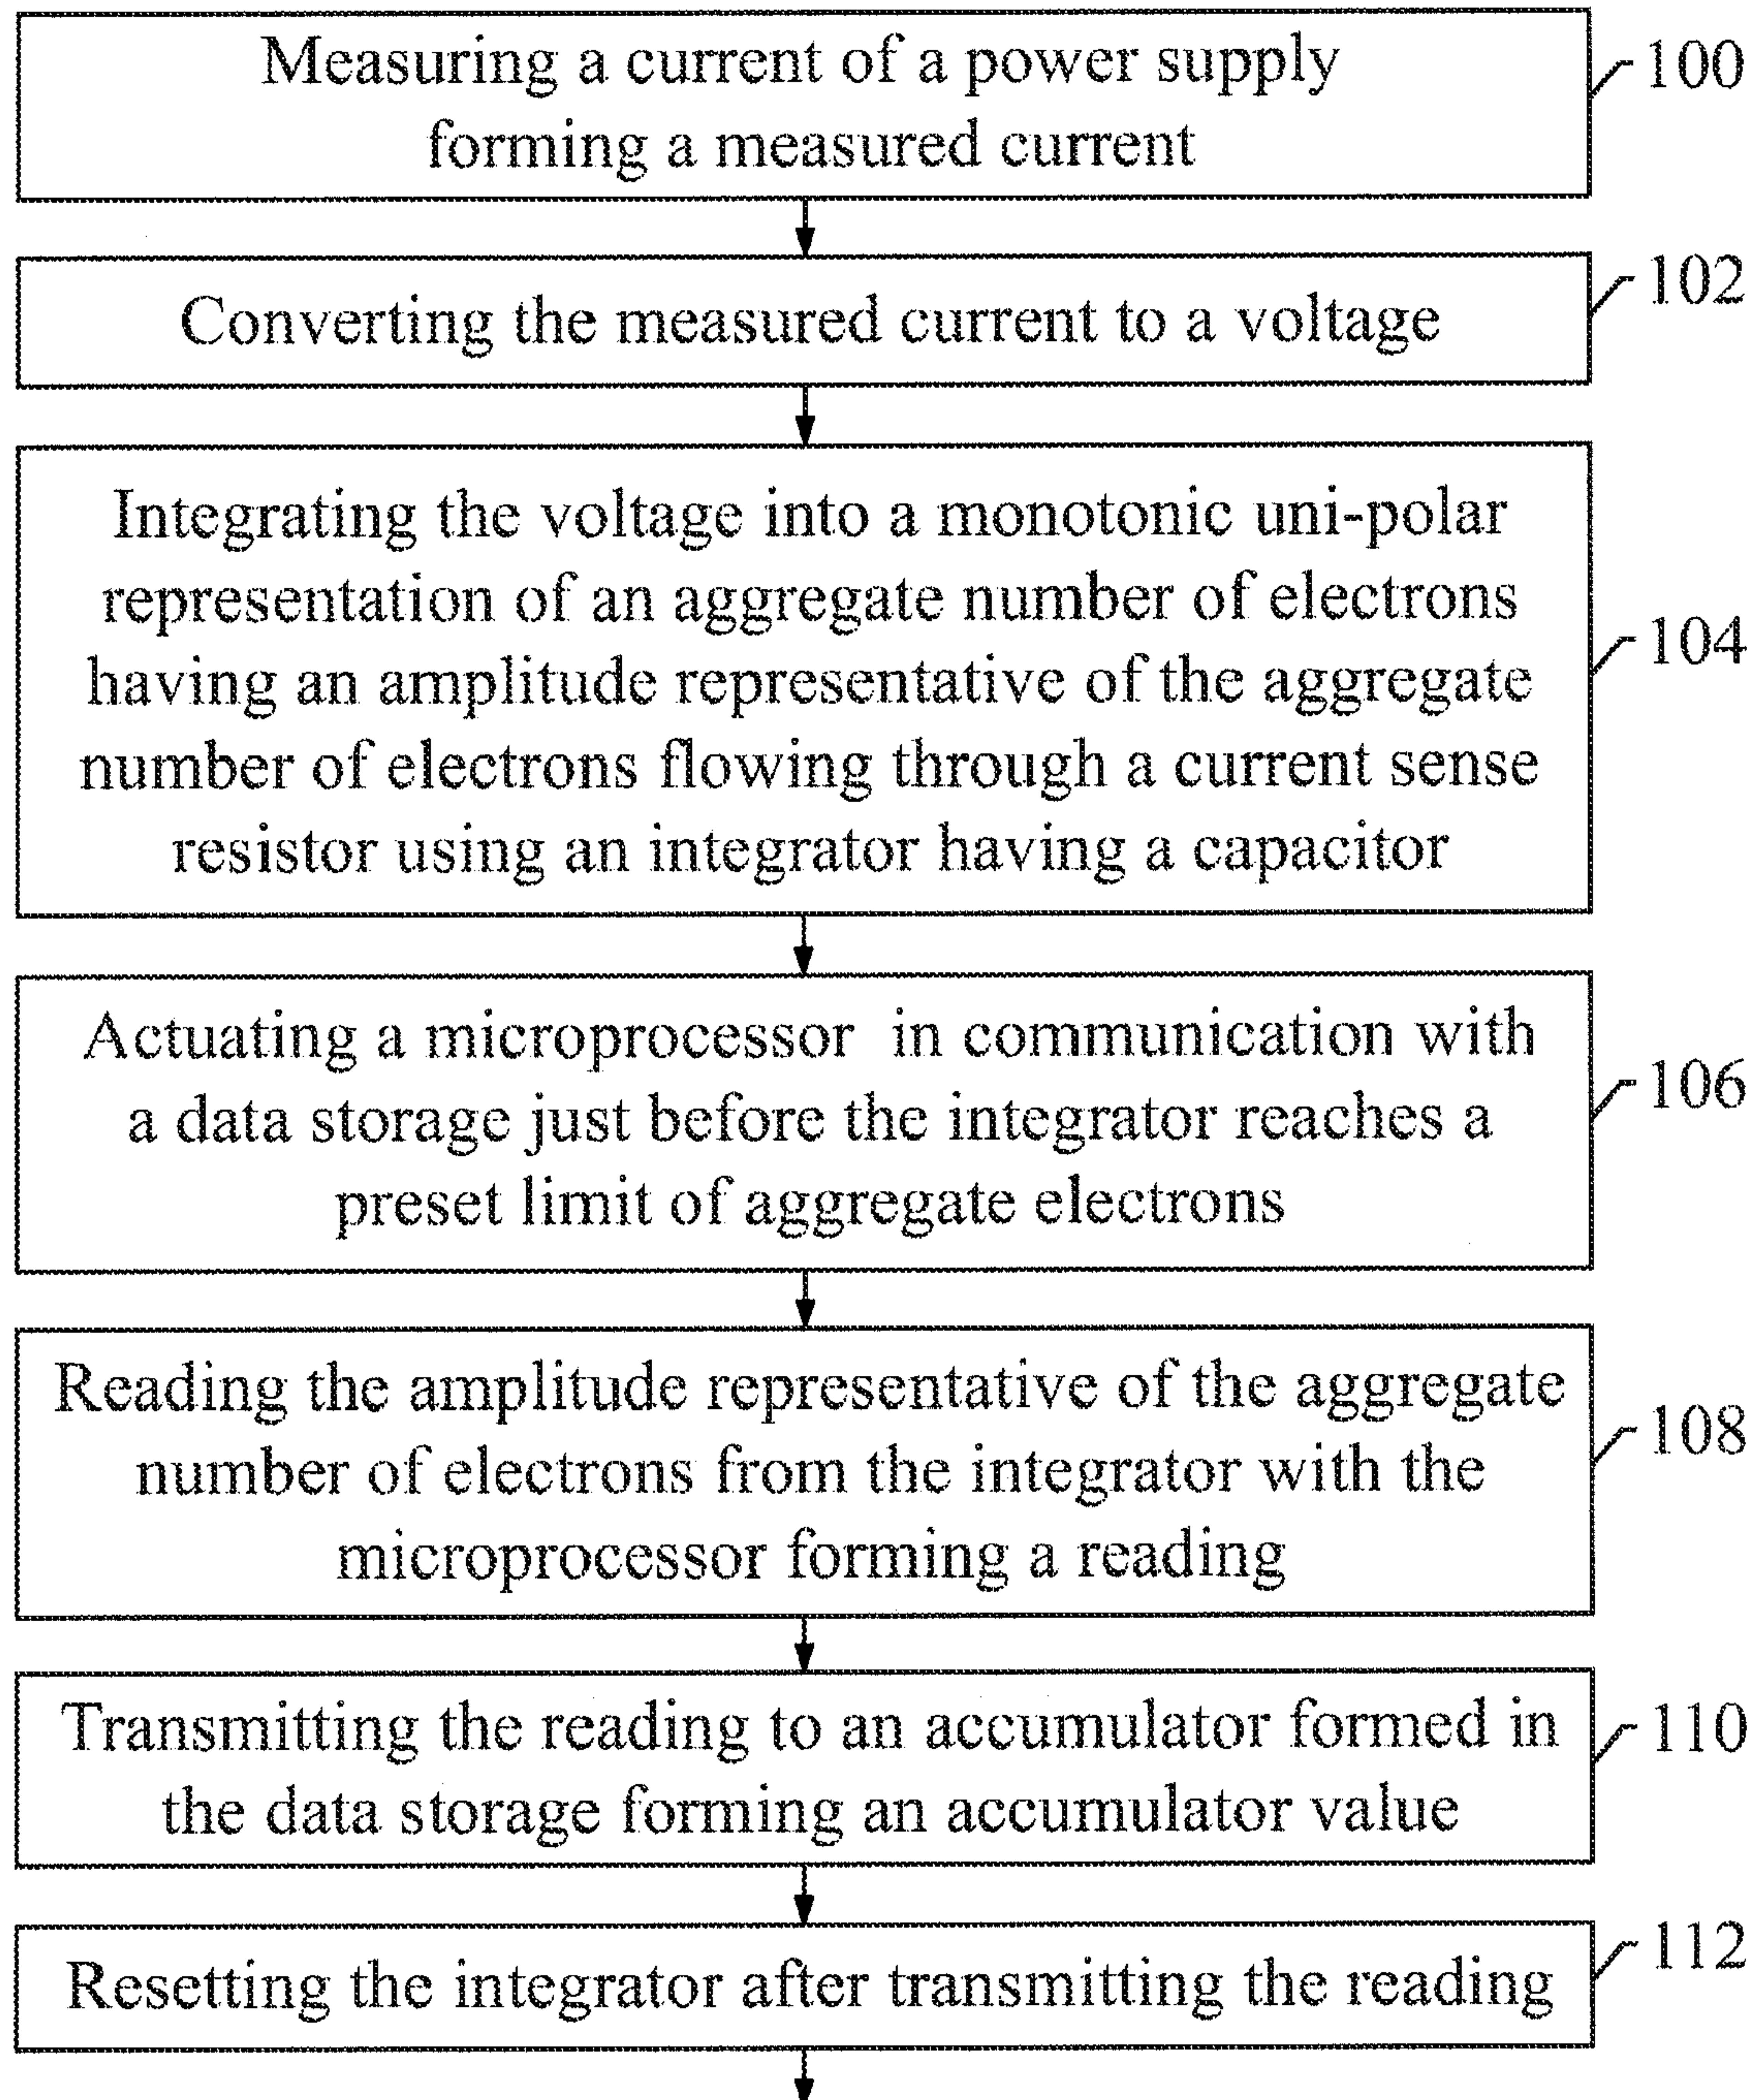 Measuring a current of a power supply
forming a measured current
100
Converting the measured current to a voltage
102
Integrating the voltage into a monotonic uni-polar
representation of an aggregate number of electrons
having an amplitude representative of the aggregate
number of electrons flowing through a current sense
resistor using an integrator having a capacitor
104
Actuating a microprocessor in communication with
a data storage just before the integrator reaches a
preset limit of aggregate electrons
106
Reading the amplitude representative of the aggregate
number of electrons from the integrator with the
microprocessor forming a reading
108
Transmitting the reading to an accumulator formed in
the data storage forming an accumulator value
110
Resetting the integrator after transmitting the reading
112